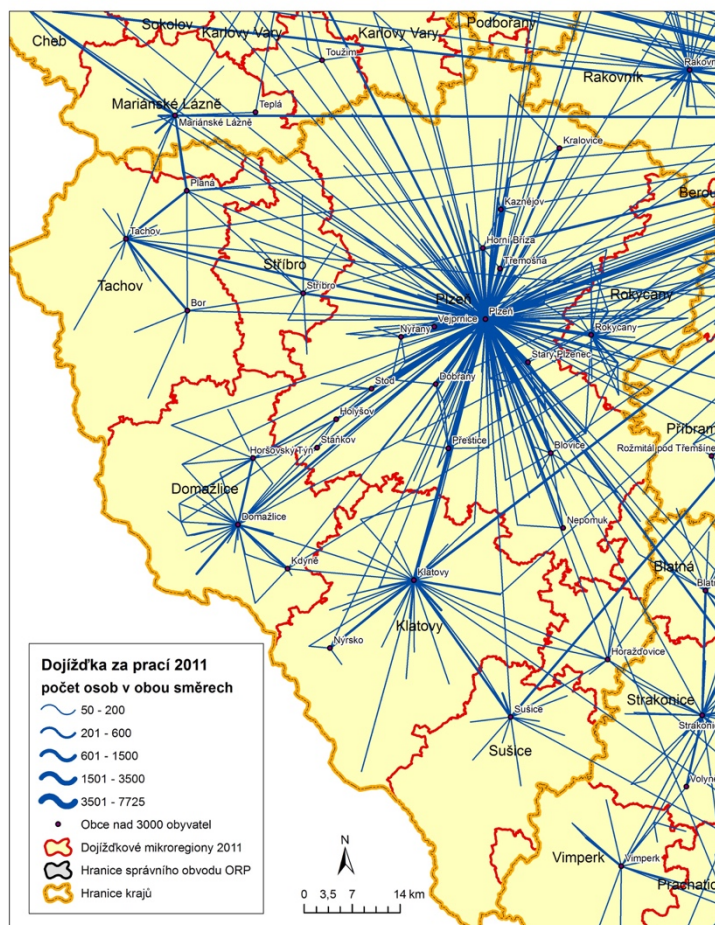 Sokolov
Karlovy Vary
Karlovy Vary
Podbořany
Cheb
Toužim
Rakovník
Mariánské Lázně
Teplá
Mariánské Lázně
Kralovice
Planá
Kaznějov
Tachov
Horní Bříza
Stříbro
Třemošná
Tachov
Stříbro
Plzeň
Rokycany
Bor
Plzeň
Vejprnice
Nýřany
Rokycany
Starý Plzenec
Stod
Dobřany
Holýšov
Přeštice
Staňkov
Blovice
Příbram
Horšovský Týn
Rožmitál pod Třemšíne
Domažlice
Domažlice
Nepomuk
Kdyně
Klatovy
Blatná
Klatovy
Nýrsko
Horažďovice
Strakonice
Sušice
Sušice
Volyně
Vimperk
Vimperk
Dojížďka za prací 2011
počet osob v obou směrech
50 - 200
201 - 600
601 - 1500
1501 - 3500
3501 - 7725
Obce nad 3000 obyvatel
Dojížďkové mikroregiony 2011
Hranice správního obvodu ORP
Hranice krajů
N
0 3,5 7 14 km